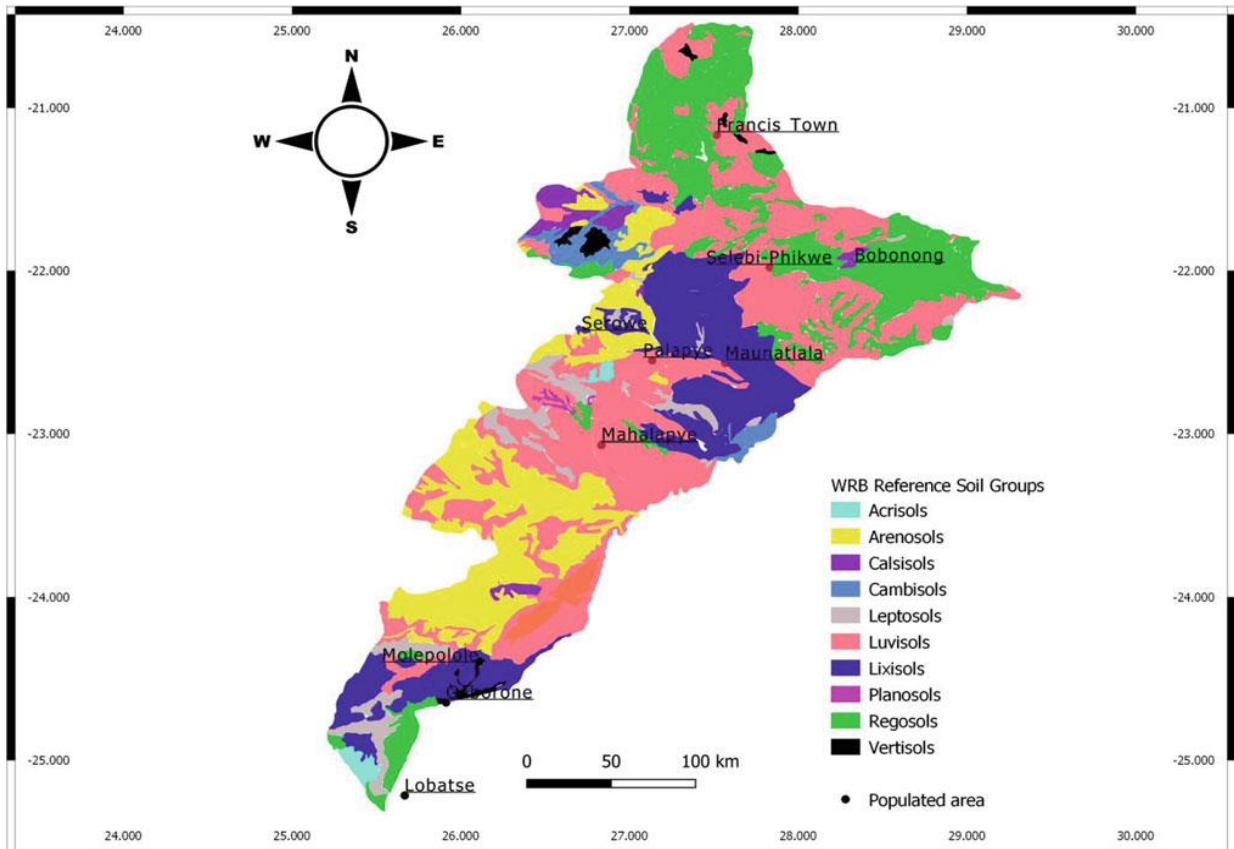 24.000 25.000 26.000 27.000 28.000 29.000 30.000
N
-21.000 -21.000
Francis Town
W E
S
-22.000 Selebi-Phikwe Bobonong -22.000
Serowe
Palapye Maunatlala
-23.000 Mahalapye -23.000
WRB Reference Soil Groups
Acrisols
Arenosols
Calsisols
-24.000 Cambisols -24.000
Leptosols
Luvisols
Molepolole Lixisols
Gaborone Planosols
Regosols
Vertisols
-25.000 0 50 100 km -25.000
Lobatse
Populated area
24.000 25.000 26.000 27.000 28.000 29.000 30.000